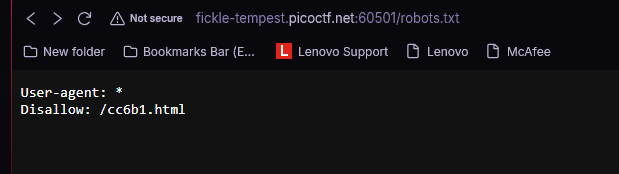 Not secure fickle-tempest.picoctf.net:60501/robots.txt
New folder Bookmarks Bar (E... L Lenovo Support Lenovo McAfee
User-agent: *
Disallow: /cc6b1.html